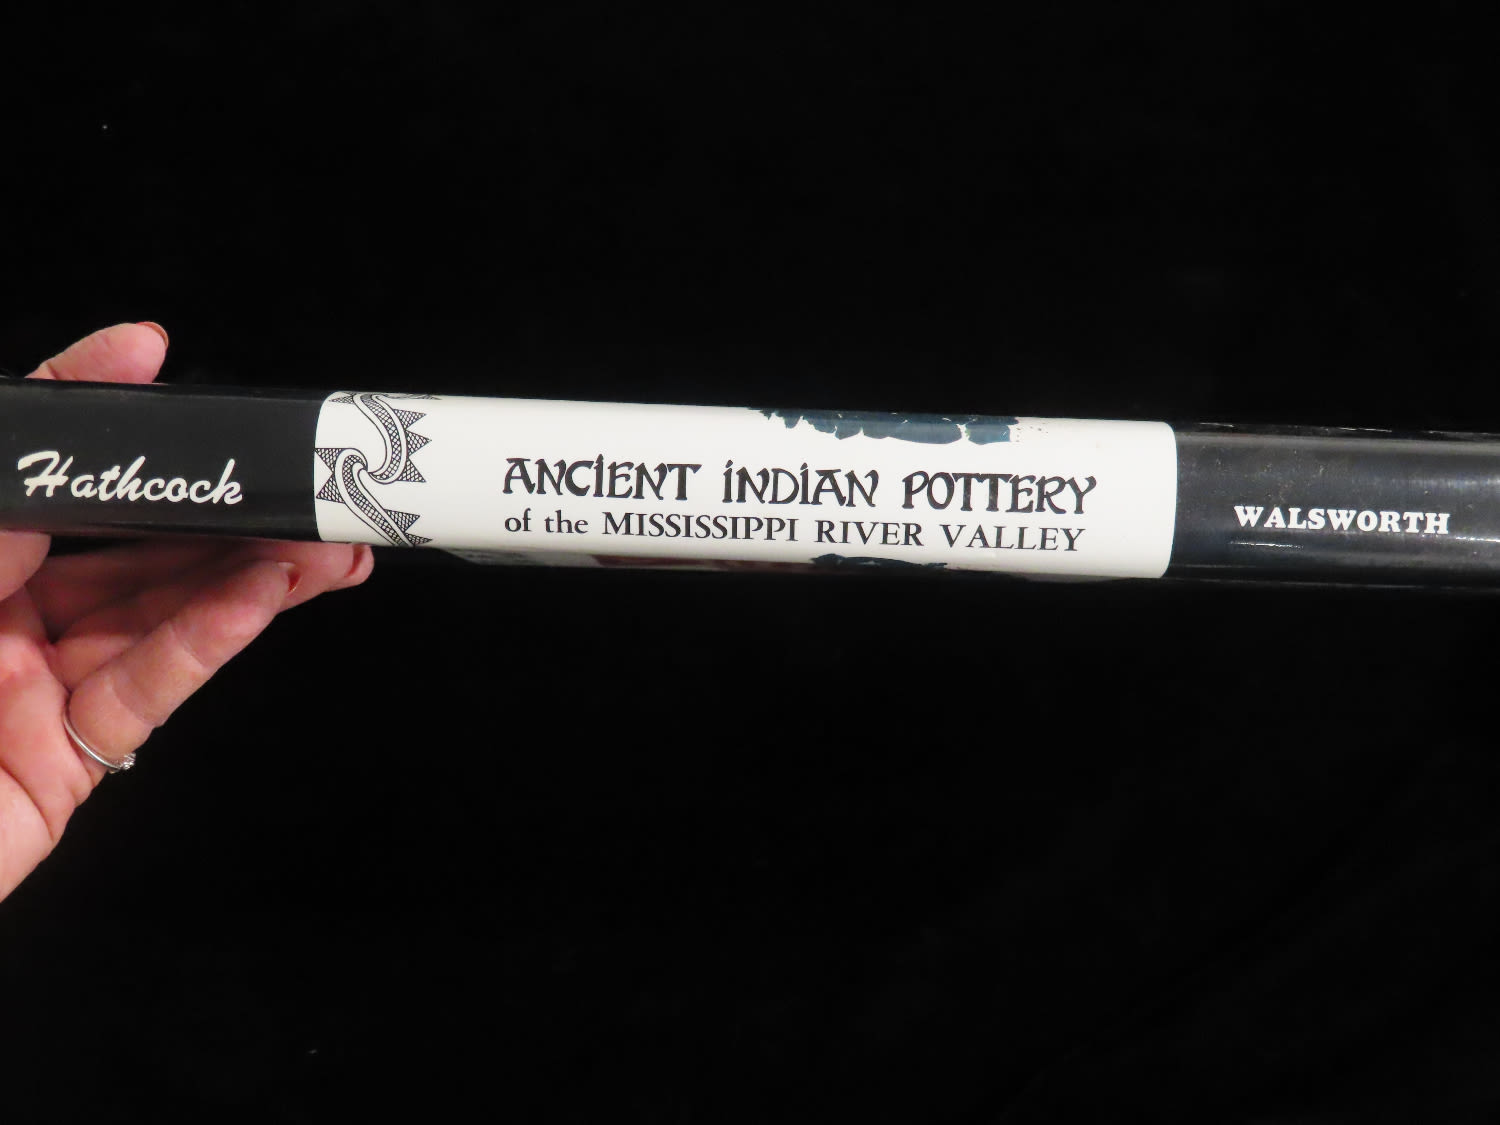 Hathcock
ANCIENT INDIAN POTTERY
of the MISSISSIPPI RIVER VALLEY
WALSWORTH